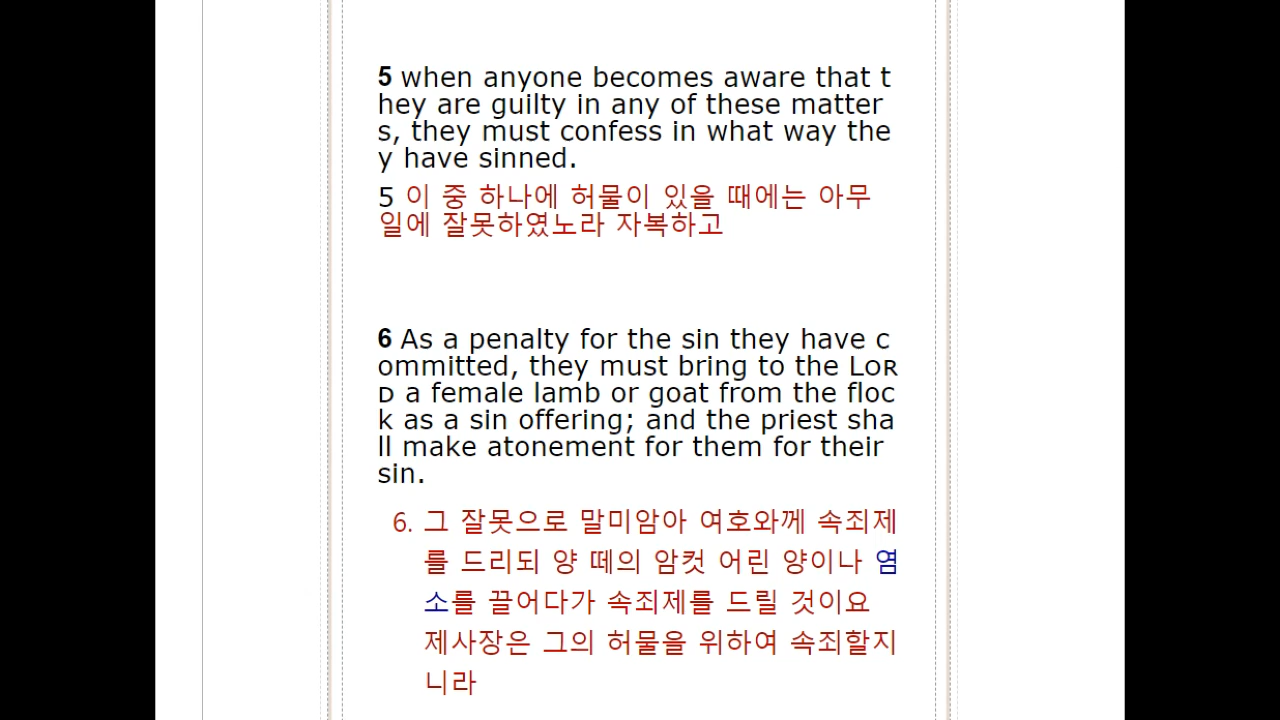 5 when anyone becomes aware that t
hey are guilty in any of these matter
s, they must confess in what way the
y have sinned.
5 이 중 하나에 허물이 있을 때에는 아무
일에 잘못하였노라 자복하고
6 As a penalty for the sin they have c
ommitted, they must bring to the LOR
D a female lamb or goat from the floc
k as a sin offering; and the priest sha
ll make atonement for them for their
sin.
6. 그 잘못으로 말미암아 여호와께 속죄제
를 드리되 양 떼의 암컷 어린 양이나 염
소를 끌어다가 속죄제를 드릴 것이요
제사장은 그의 허물을 위하여 속죄할지
니라